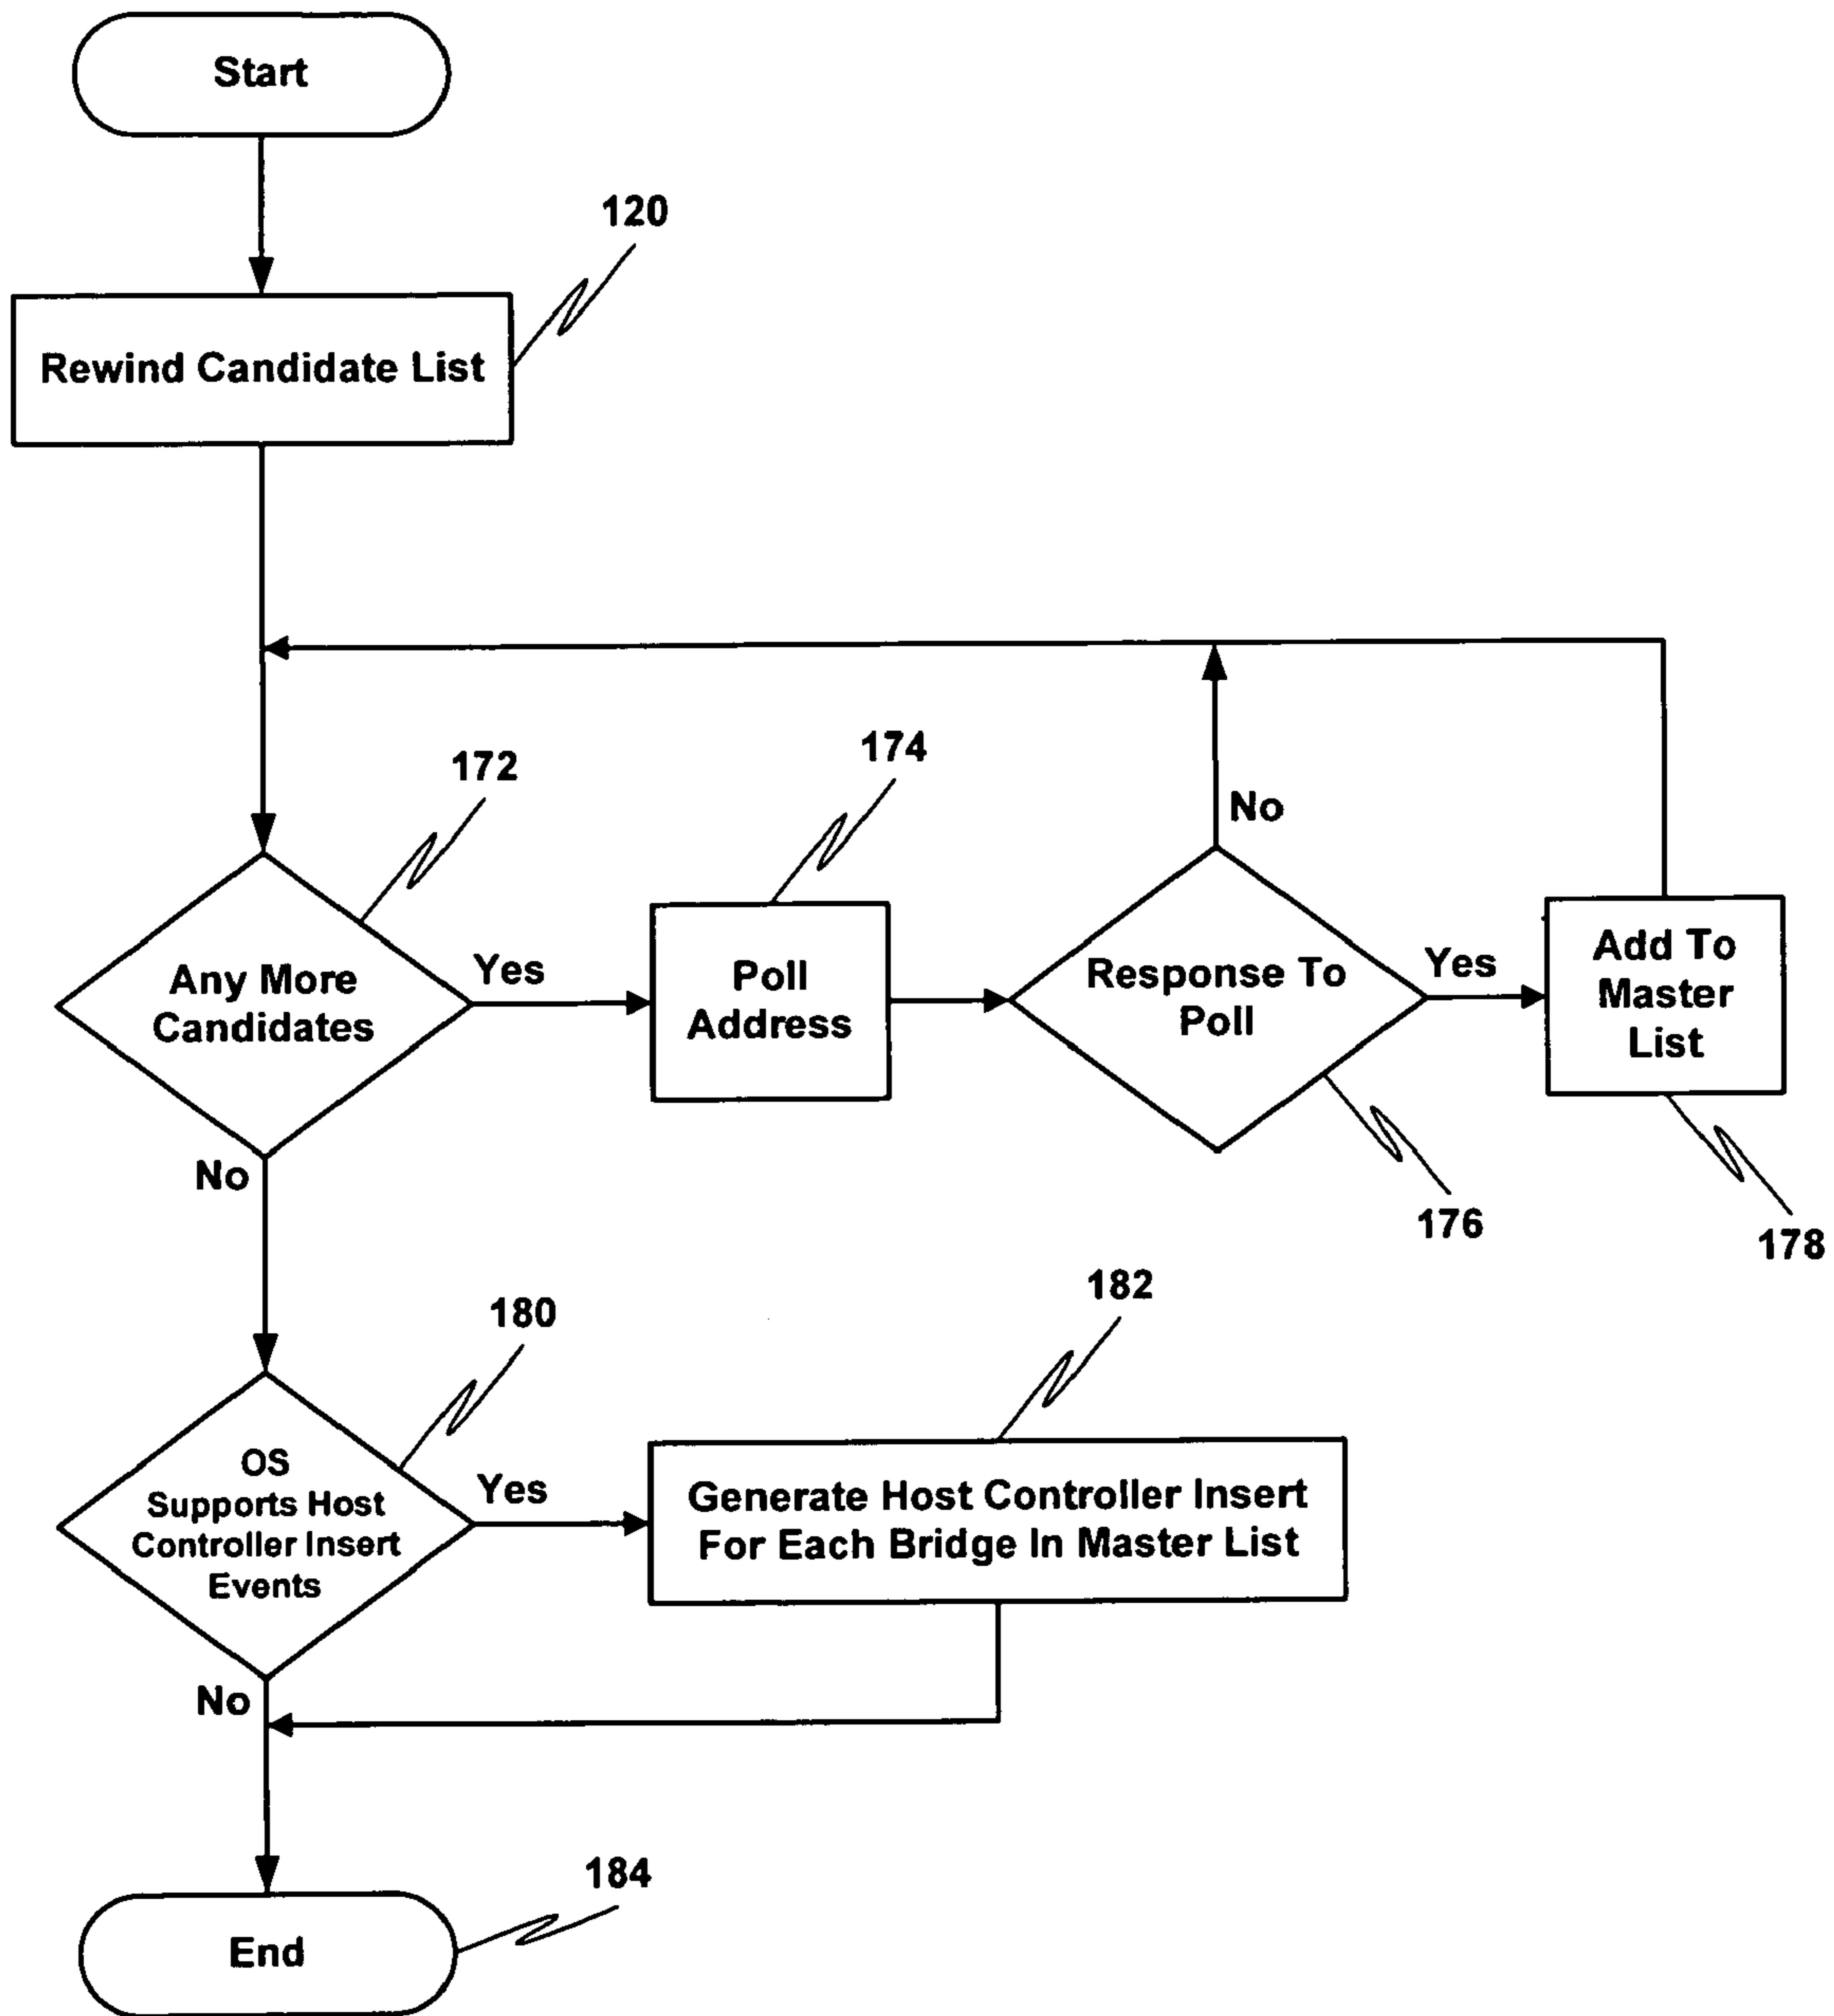 Start
120
Rewind Candidate List
172
174
No
Any More
Candidates
Yes
Poll
Address
Response To
Poll
Yes
Add To
Master
List
No
176
178
180
182
OS
Supports Host
Controller Insert
Events
Yes
Generate Host Controller Insert
For Each Bridge In Master List
No
184
End